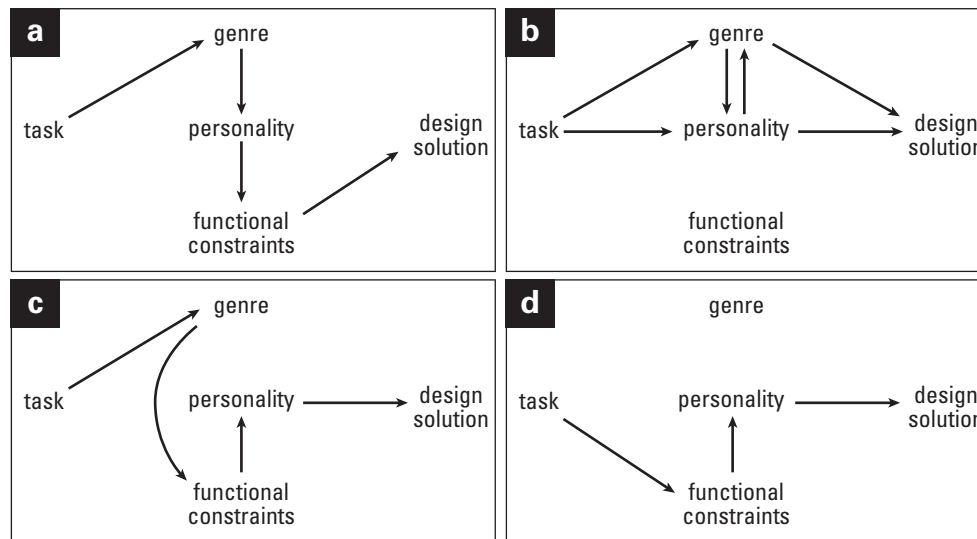 a
genre
task
personality
design
solution
functional
constraints
b
genre
task
personality
design
solution
functional
constraints
c
genre
task
personality
design
solution
functional
constraints
d
genre
task
personality
design
solution
functional
constraints